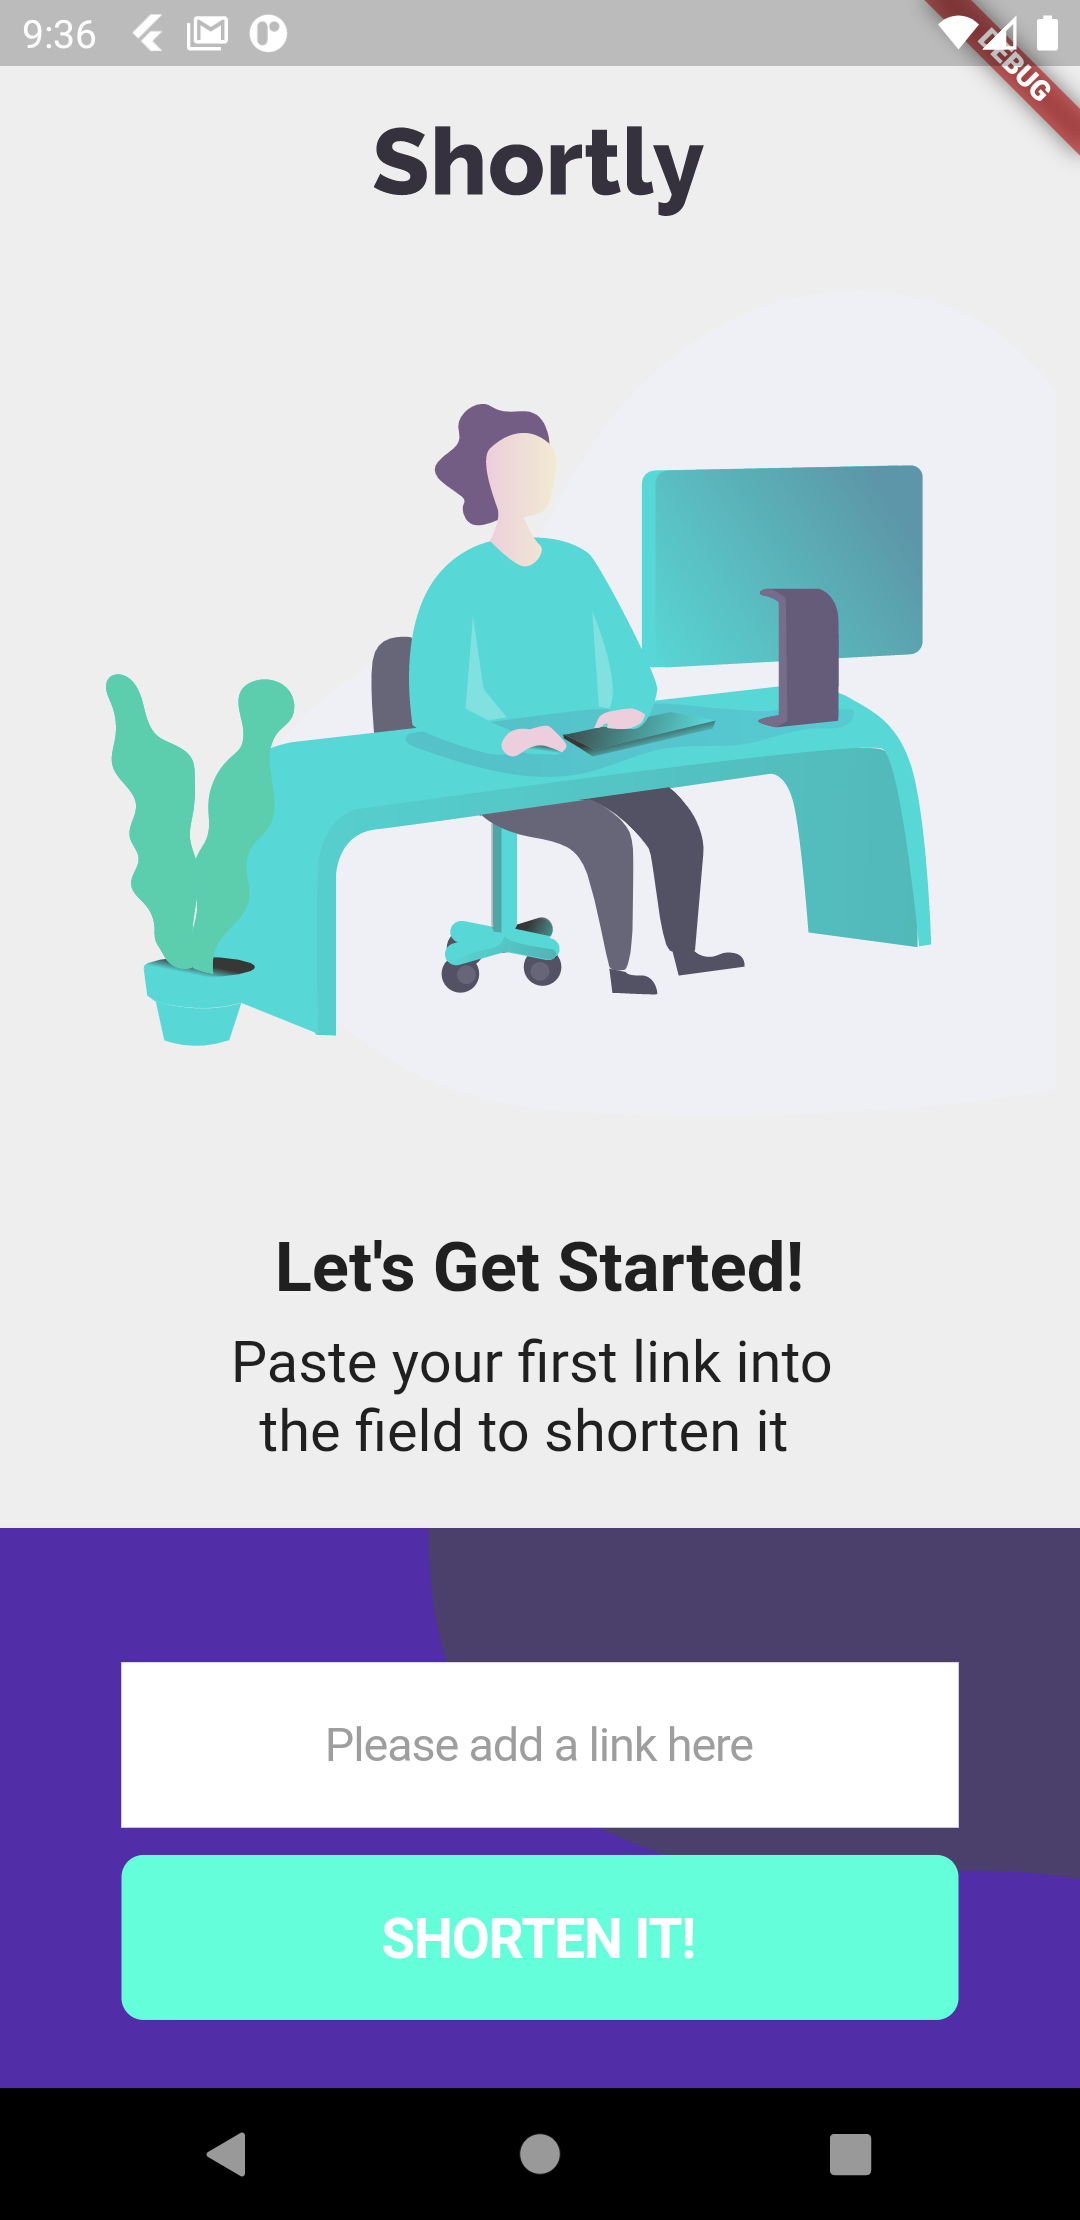 9:36
DEBUG
Shortly
Let's Get Started!
Paste your first link into
the field to shorten it
Please add a link here
SHORTEN IT!